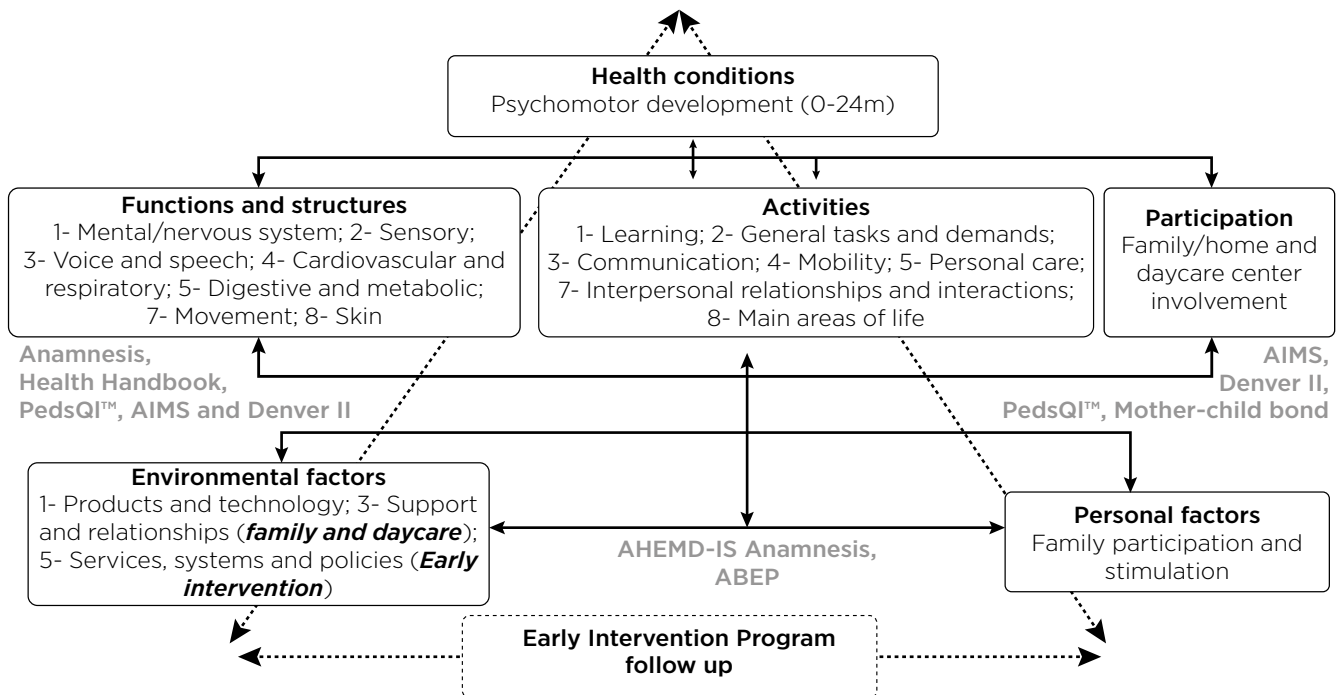 Health conditions
Psychomotor development (0-24m)
Functions and structures
1- Mental/nervous system; 2- Sensory;
3- Voice and speech; 4- Cardiovascular and
respiratory; 5- Digestive and metabolic;
7- Movement; 8- Skin
Activities
1- Learning; 2- General tasks and demands;
3- Communication; 4- Mobility; 5- Personal care;
7- Interpersonal relationships and interactions;
8- Main areas of life
Participation
Family/home and
daycare center
involvement
Anamnesis,
Health Handbook,
PedsQl™, AIMS and Denver II
AIMS,
Denver II,
PedsQl™, Mother-child bond
Environmental factors
1- Products and technology; 3- Support
and relationships (family and daycare);
5- Services, systems and policies (Early
intervention)
AHEMD-IS Anamnesis,
ABEP
Personal factors
Family participation and
stimulation
Early Intervention Program
follow up